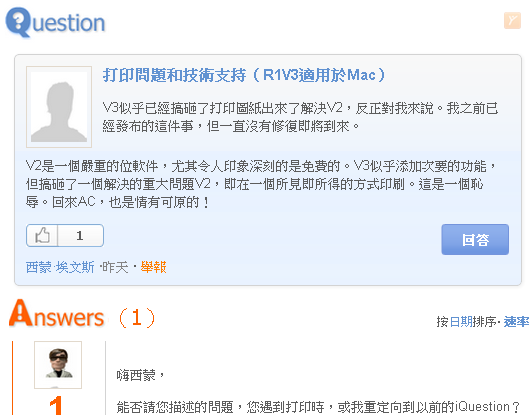 Question
打印問題和技術支持（R1V3適用於Mac）
V3似乎已經搞砸了打印圖紙出來了解決V2，反正對我來說。我之前已
經發布的這件事，但一直沒有修復即將到來。
V2是一個嚴重的位軟件，尤其令人印象深刻的是免費的。V3似乎添加次要的功能，
但搞砸了一個解決的重大問題V2，即在一個所見即所得的方式印刷。這是一個恥
辱。回來AC，也是情有可原的！
1
回答
西蒙·埃文斯 ·昨天·舉報
Answers （1）
按日期排序·速率
嗨西蒙，
1
能否請您描述的問題，您遇到打印時，或我重定向到以前的iQuestion？